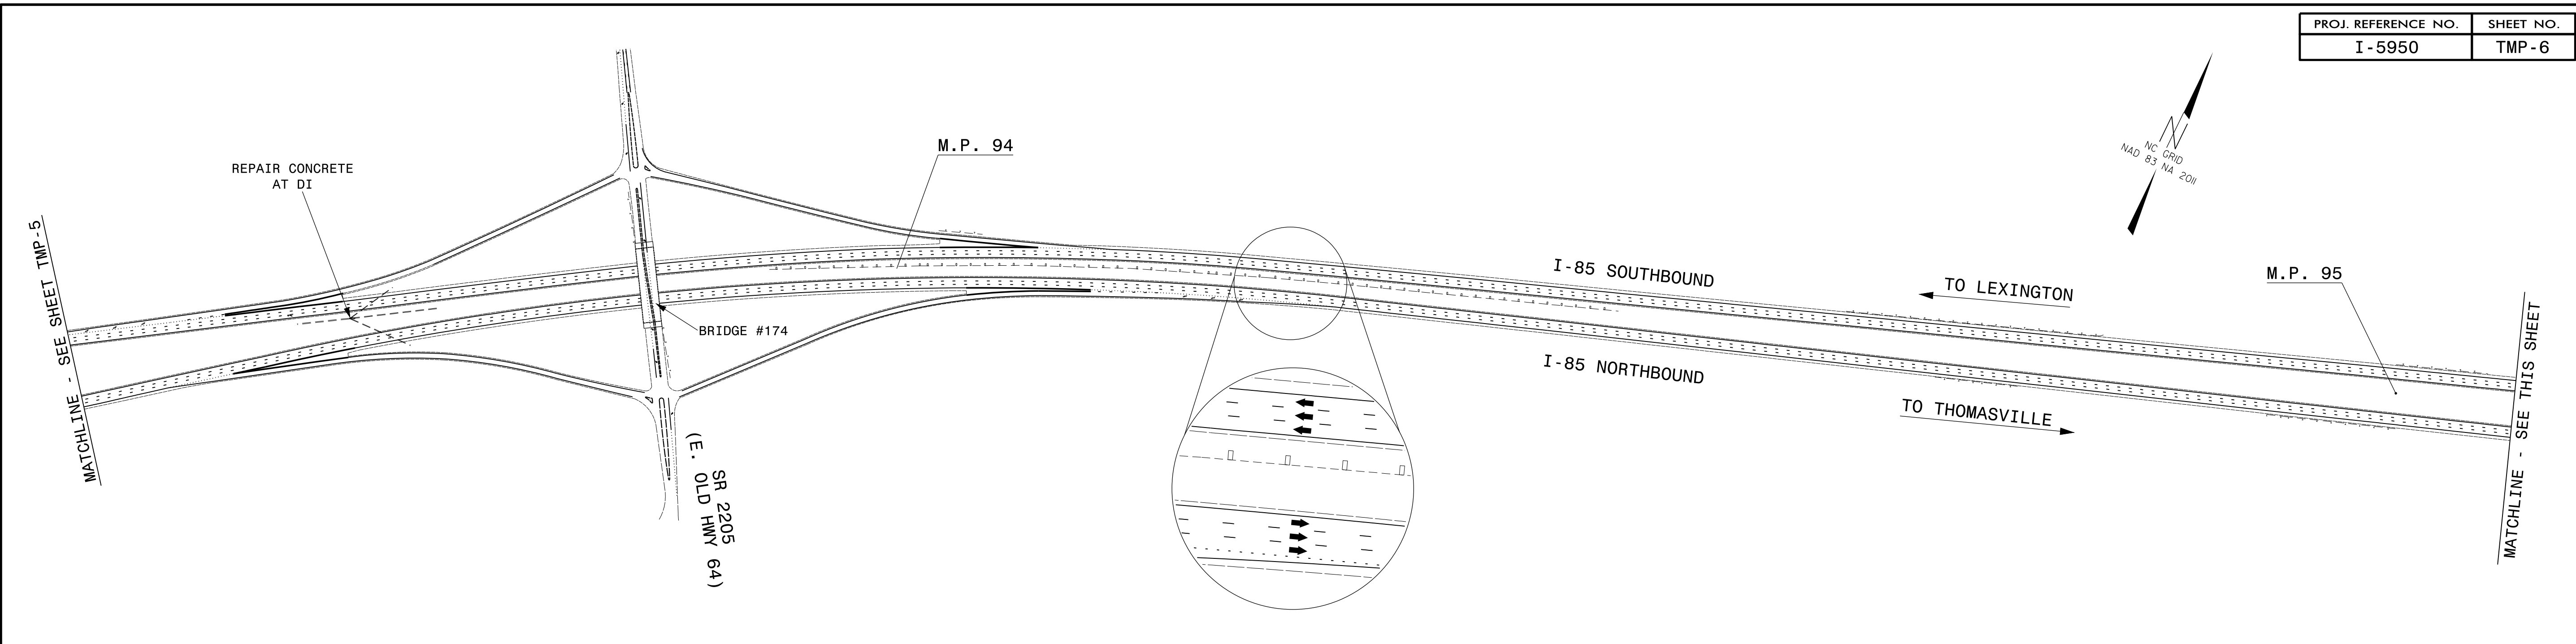 PROJ. REFERENCE NO. SHEET NO.
I-5950 TMP-6
REPAIR CONCRETE
AT DI
M.P. 94
NC GRID
NAD 83 NA 2011
MATCHLINE - SEE SHEET TMP-5
BRIDGE #174
I-85 SOUTHBOUND
TO LEXINGTON
M.P. 95
I-85 NORTHBOUND
TO THOMASVILLE
MATCHLINE - SEE THIS SHEET
SR 2205
(E. OLD HWY 64)